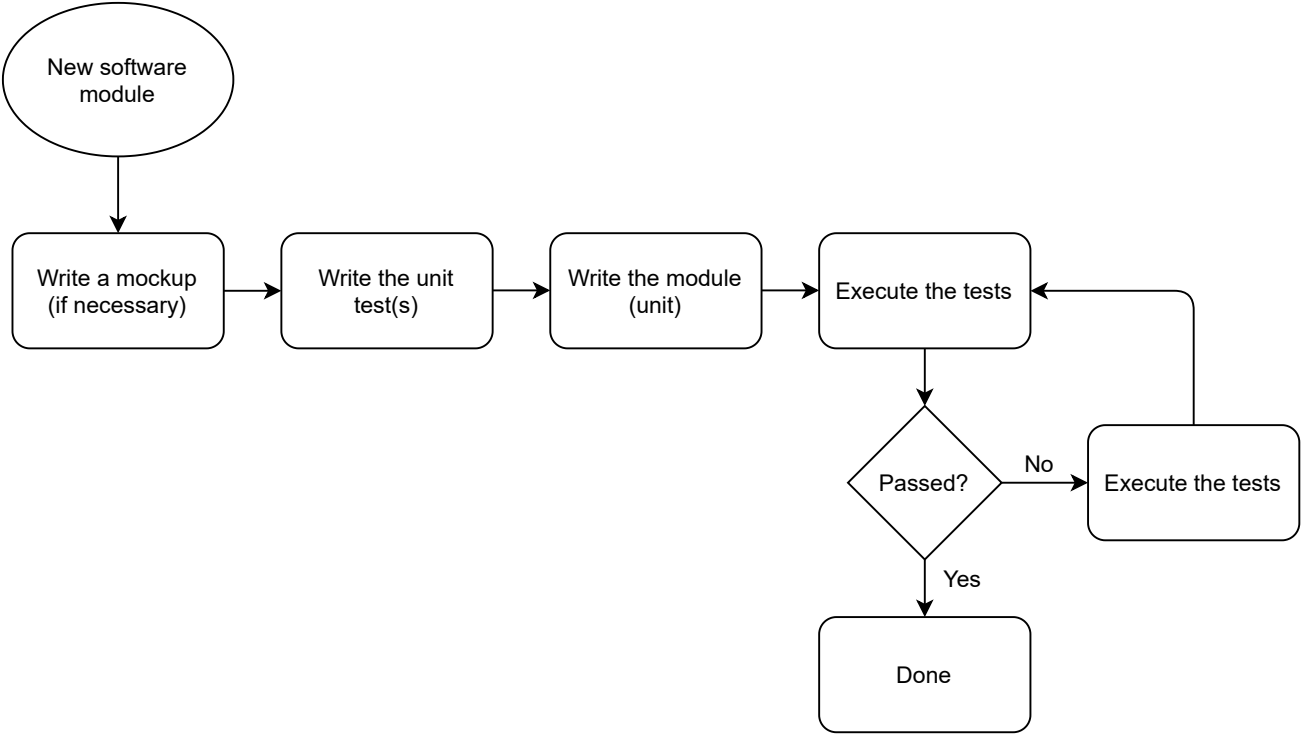 New software
module
Write a mockup
(if necessary)
Write the unit
test(s)
Write the module
(unit)
Execute the tests
Passed?
No
Execute the tests
Yes
Done